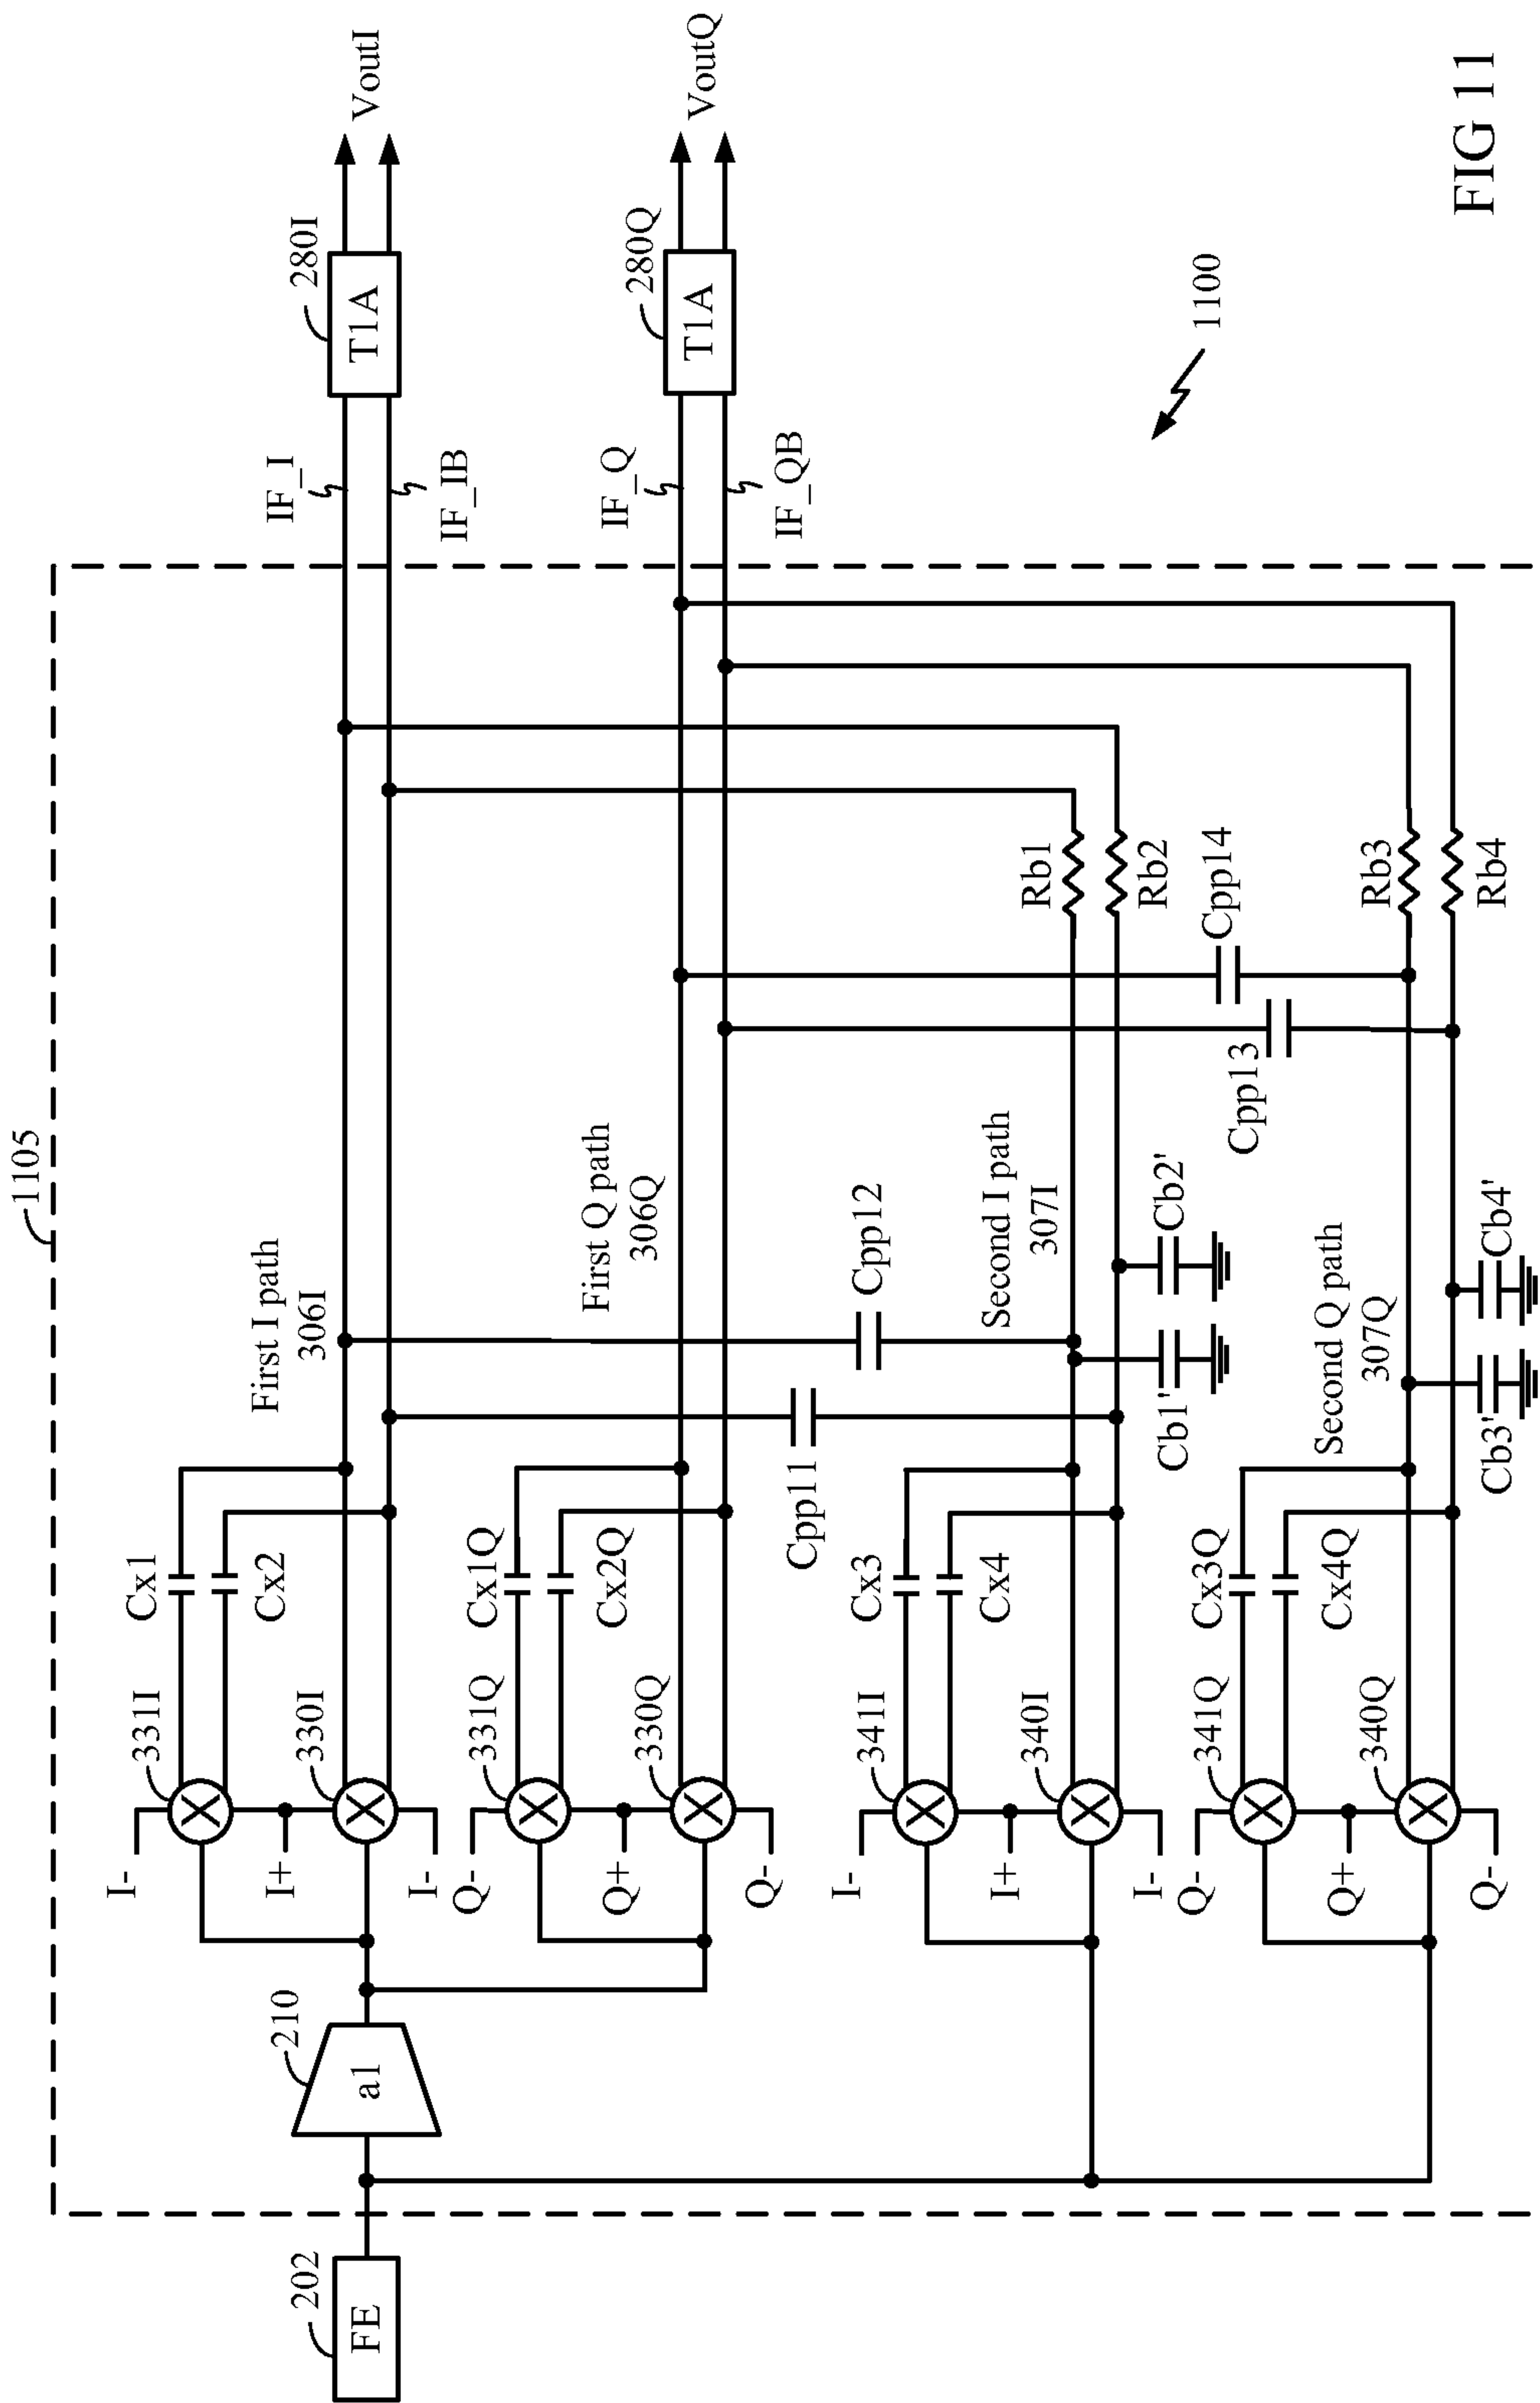 1105
202
FE
210
a1
I-
331I
Cx1
Cx2
I+
330I
I-
First I path
306I
IF_I
IF_IB
280I
T1A
VoutI
Q-
331Q
Cx1Q
Cx2Q
Q+
330Q
Q-
First Q path
306Q
IF_Q
IF_QB
280Q
T1A
VoutQ
Cpp11
Cpp12
I-
341I
Cx3
Cx4
I+
340I
I-
Second I path
307I
Cb1'
Cb2'
Rb1
Rb2
Cpp13
Cpp14
Q-
341Q
Cx3Q
Cx4Q
Q+
340Q
Q-
Second Q path
307Q
Cb3'
Cb4'
Rb3
Rb4
1100
FIG 11